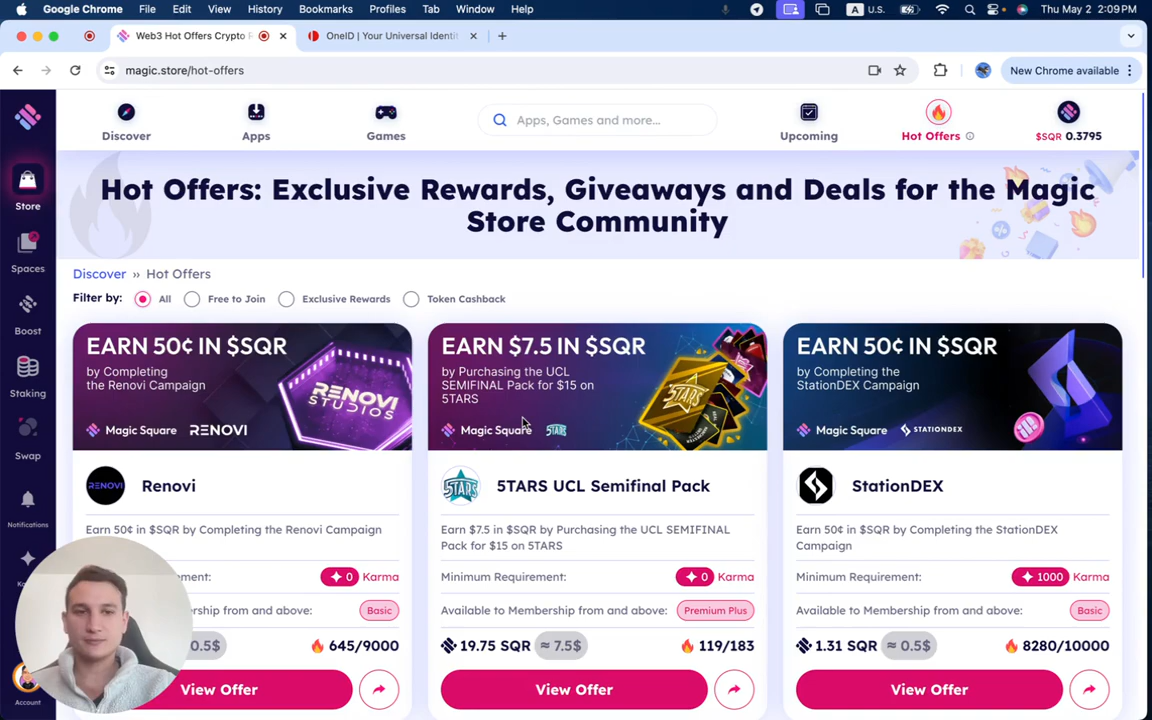 Google Chrome File Edit View History Bookmarks Profiles Tab Window Help A U.S. Thu May 2 2:09 PM
Web3 Hot Offers Crypto OneID | Your Universal Identi
magic.store/hot-offers New Chrome available
Discover Apps Games Apps, Games and more... Upcoming Hot Offers $SQR 0.3795
Store
Spaces
Boost
Staking
Swap
Notifications
Account
Hot Offers: Exclusive Rewards, Giveaways and Deals for the Magic
Store Community
Discover » Hot Offers
Filter by: All Free to Join Exclusive Rewards Token Cashback
EARN 50¢ IN $SQR
by Completing
the Renovi Campaign
Magic Square RENOVI
RENOVI
STUDIOS
RENOVI
Renovi
Earn 50¢ in $SQR by Completing the Renovi Campaign
0 Karma
Basic
0.5$ 645/9000
View Offer
EARN $7.5 IN $SQR
by Purchasing the UCL
SEMIFINAL Pack for $15 on
5TARS
Magic Square 5TARS
5TARS
5TARS
5TARS UCL Semifinal Pack
Earn $7.5 in $SQR by Purchasing the UCL SEMIFINAL
Pack for $15 on 5TARS
Minimum Requirement: 0 Karma
Available to Membership from and above: Premium Plus
19.75 SQR ≈ 7.5$ 119/183
View Offer
EARN 50¢ IN $SQR
by Completing the
StationDEX Campaign
Magic Square STATIONDEX
StationDEX
Earn 50¢ in $SQR by Completing the StationDEX
Campaign
Minimum Requirement: 1000 Karma
Available to Membership from and above: Basic
1.31 SQR ≈ 0.5$ 8280/10000
View Offer